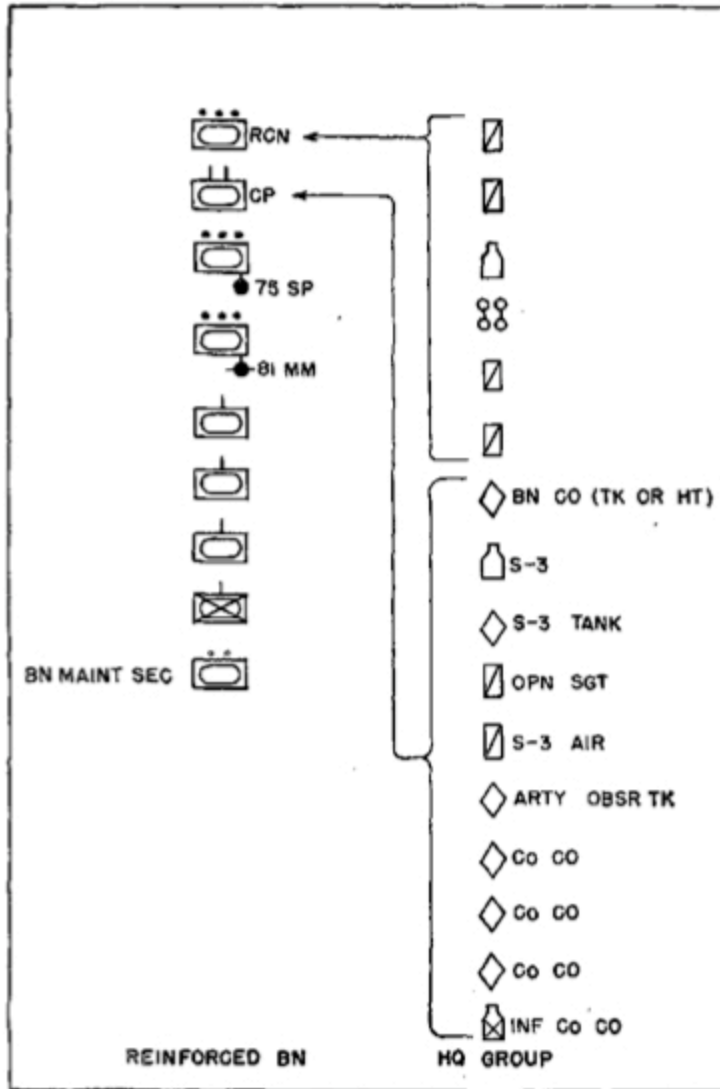 RCN
CP
75 SP
81 MM
BN MAINT SEC
BN CO (TK OR HT)
S-3
S-3 TANK
OPN SGT
S-3 AIR
ARTY OBSR TK
Co CO
Co CO
Co CO
INF Co CO
REINFORCED BN
HQ GROUP